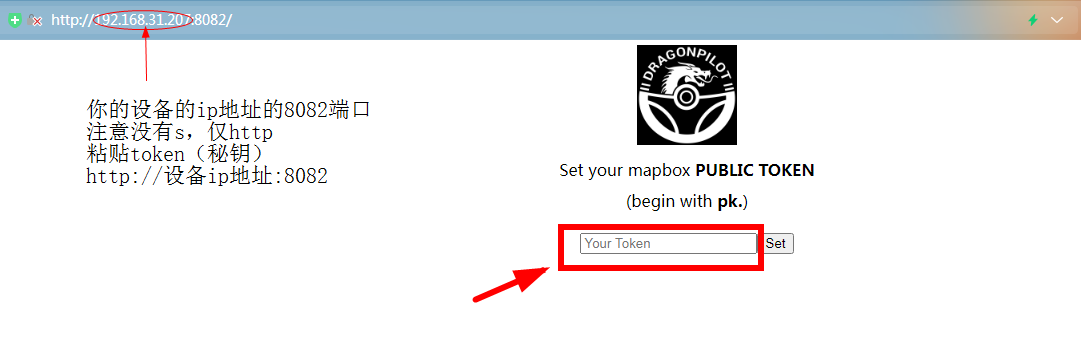 http://192.168.31.207:8082/
DRAGONPILOT
你的设备的ip地址的8082端口
注意没有s，仅http
粘贴token（秘钥）
http://设备ip地址:8082
Set your mapbox PUBLIC TOKEN
(begin with pk.)
Your Token
Set